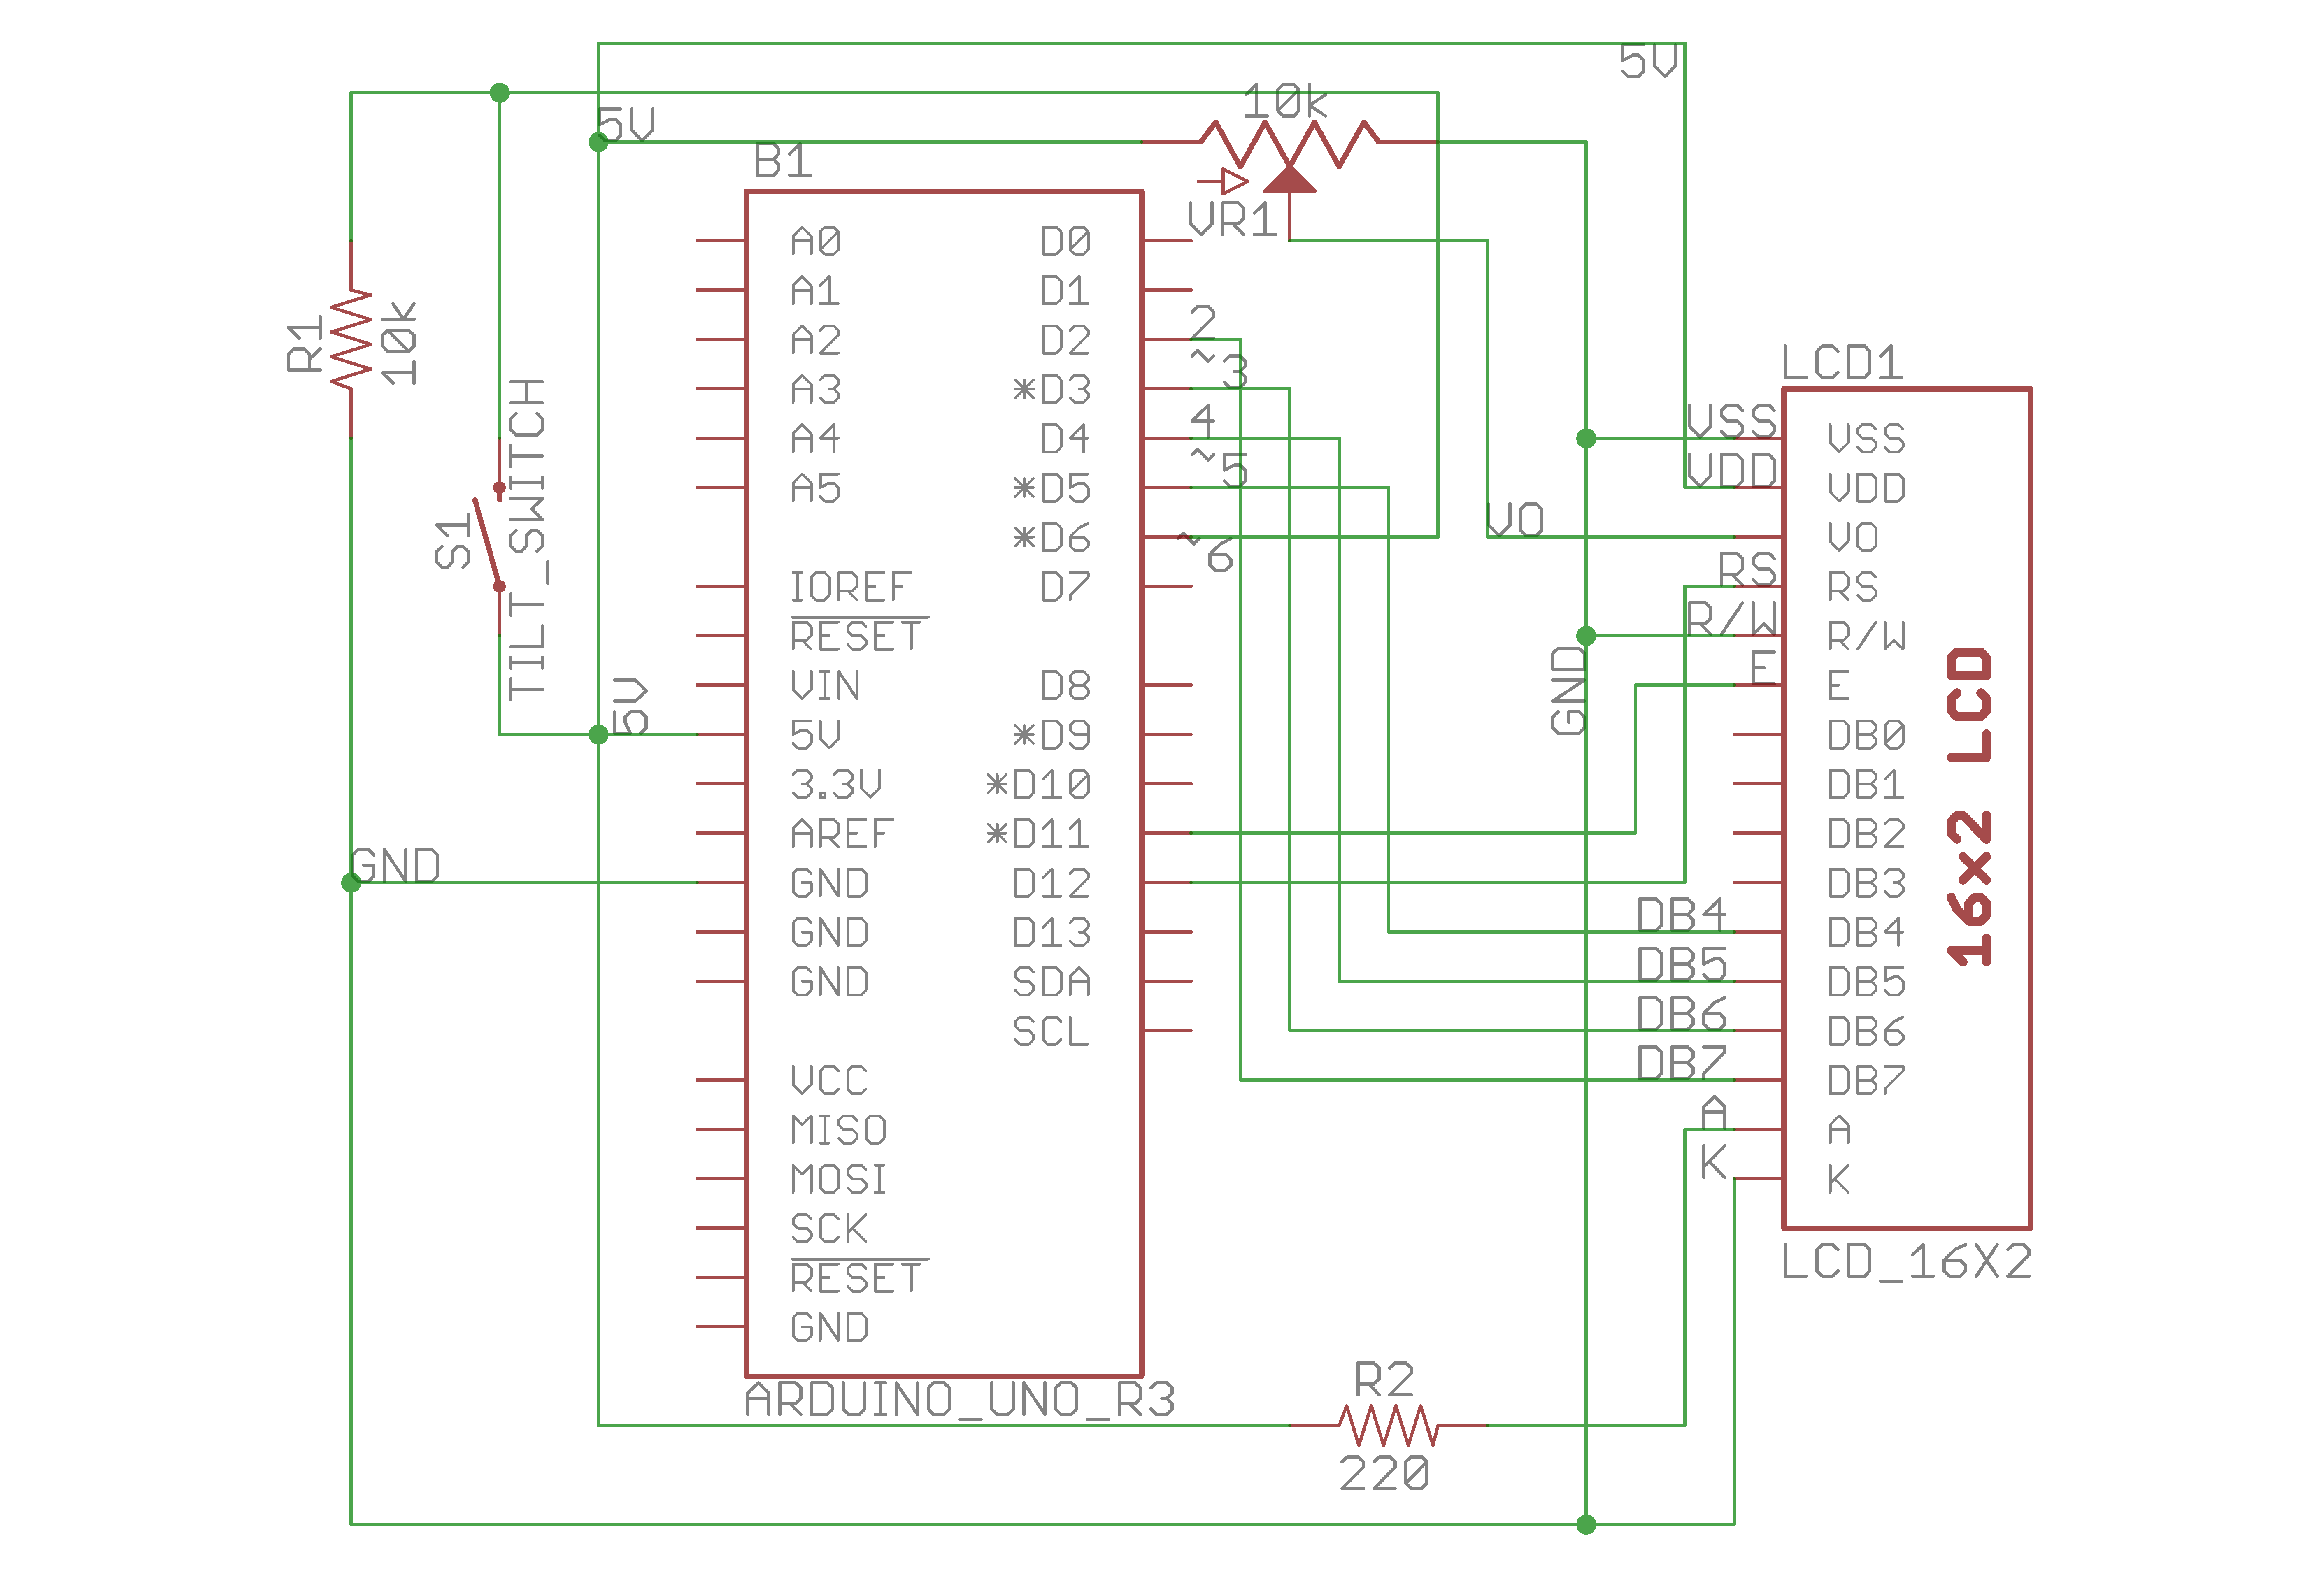 5V
10k
5V
B1
VR1
R1
10k
S1
TILT_SWITCH
5V
GND
A0
A1
A2
A3
A4
A5
IOREF
RESET
VIN
5V
3.3V
AREF
GND
GND
GND
VCC
MISO
MOSI
SCK
RESET
GND
D0
D1
D2
*D3
D4
*D5
*D6
D7
D8
*D9
*D10
*D11
D12
D13
SDA
SCL
2
~3
4
~5
~6
ARDUINO_UNO_R3
R2
220
VO
GND
LCD1
VSS
VDD
RS
R/W
E
DB4
DB5
DB6
DB7
A
K
VSS
VDD
VO
RS
R/W
E
DB0
DB1
DB2
DB3
DB4
DB5
DB6
DB7
A
K
16x2 LCD
LCD_16X2